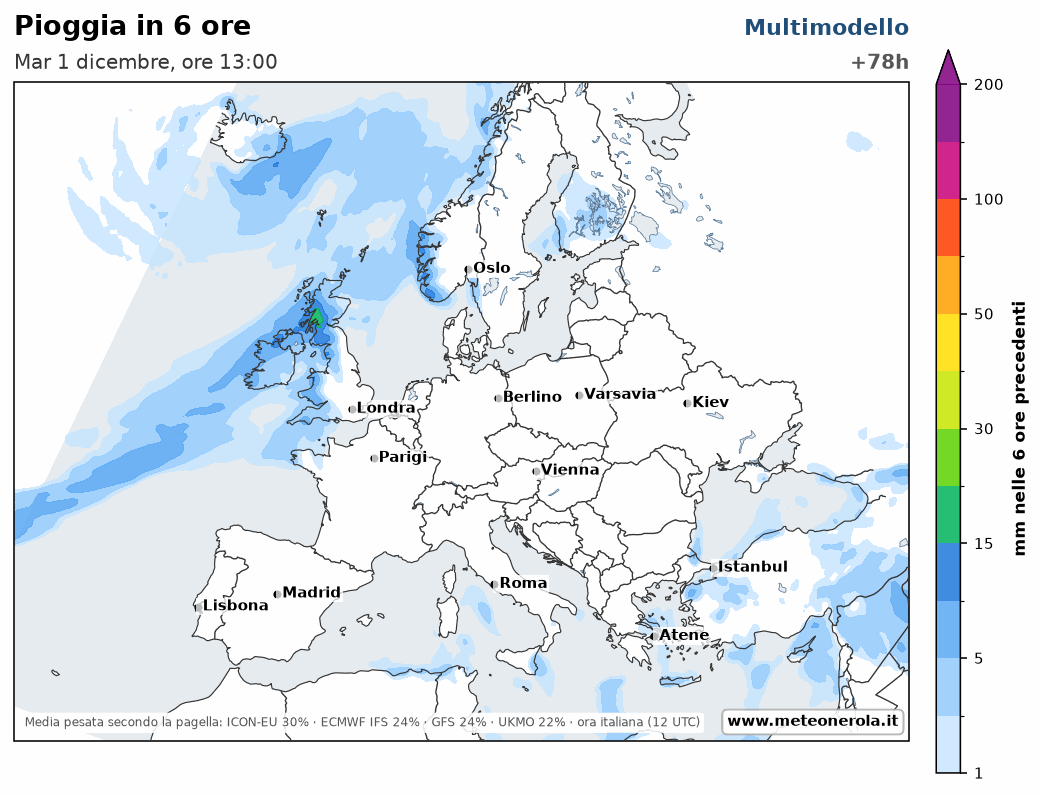 Pioggia in 6 ore
Multimodello
Mar 1 dicembre, ore 13:00
+78h
200
100
50
30
15
5
1
mm nelle 6 ore precedenti
Oslo
Berlino
Varsavia
Kiev
Londra
Parigi
Vienna
Istanbul
Roma
Madrid
Lisbona
Atene
Media pesata secondo la pagella: ICON-EU 30% · ECMWF IFS 24% · GFS 24% · UKMO 22% · ora italiana (12 UTC)
www.meteonerola.it